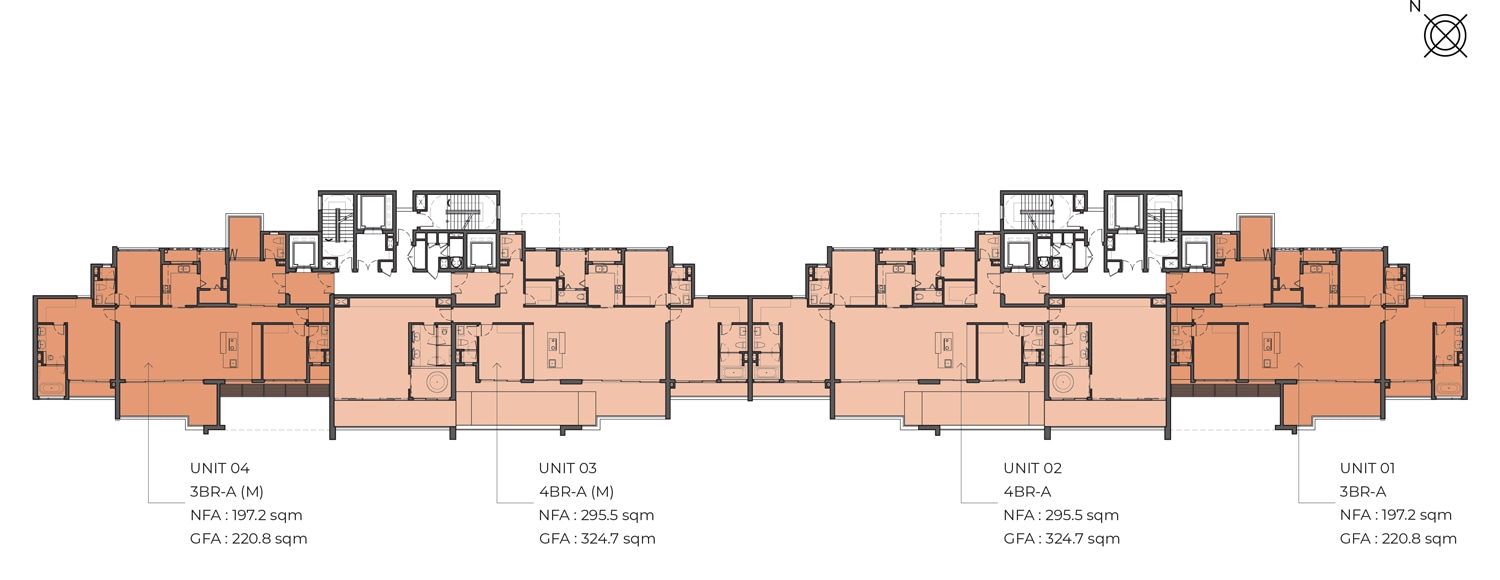 N
UNIT 04
3BR-A (M)
NFA : 197.2 sqm
GFA : 220.8 sqm
UNIT 03
4BR-A (M)
NFA : 295.5 sqm
GFA : 324.7 sqm
UNIT 02
4BR-A
NFA : 295.5 sqm
GFA : 324.7 sqm
UNIT 01
3BR-A
NFA : 197.2 sqm
GFA : 220.8 sqm